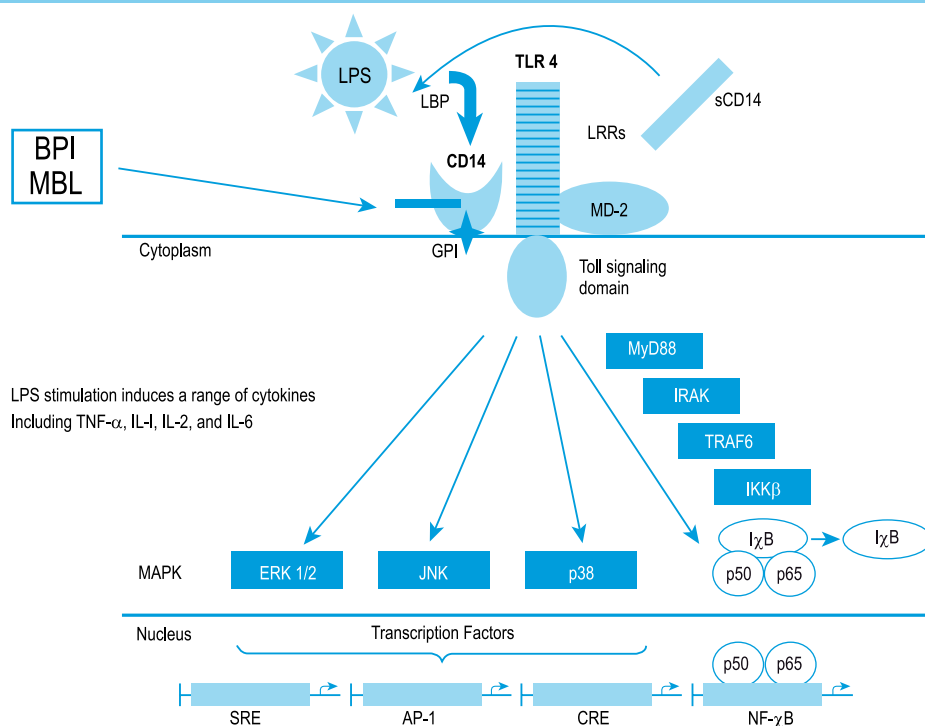 LPS
TLR 4
sCD14
LBP
LRRs
BPI
MBL
CD14
MD-2
Cytoplasm
GPI
Toll signaling
domain
MyD88
LPS stimulation induces a range of cytokines
Including TNF-α, IL-I, IL-2, and IL-6
IRAK
TRAF6
IKKβ
IχB
IχB
MAPK
ERK 1/2
JNK
p38
p50
p65
Nucleus
Transcription Factors
p50
p65
SRE
AP-1
CRE
NF-χB